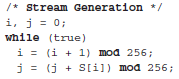 /* Stream Generation */
i, j = 0;
while (true)
i = (i + 1) mod 256;
j = (j + S[i]) mod 256;